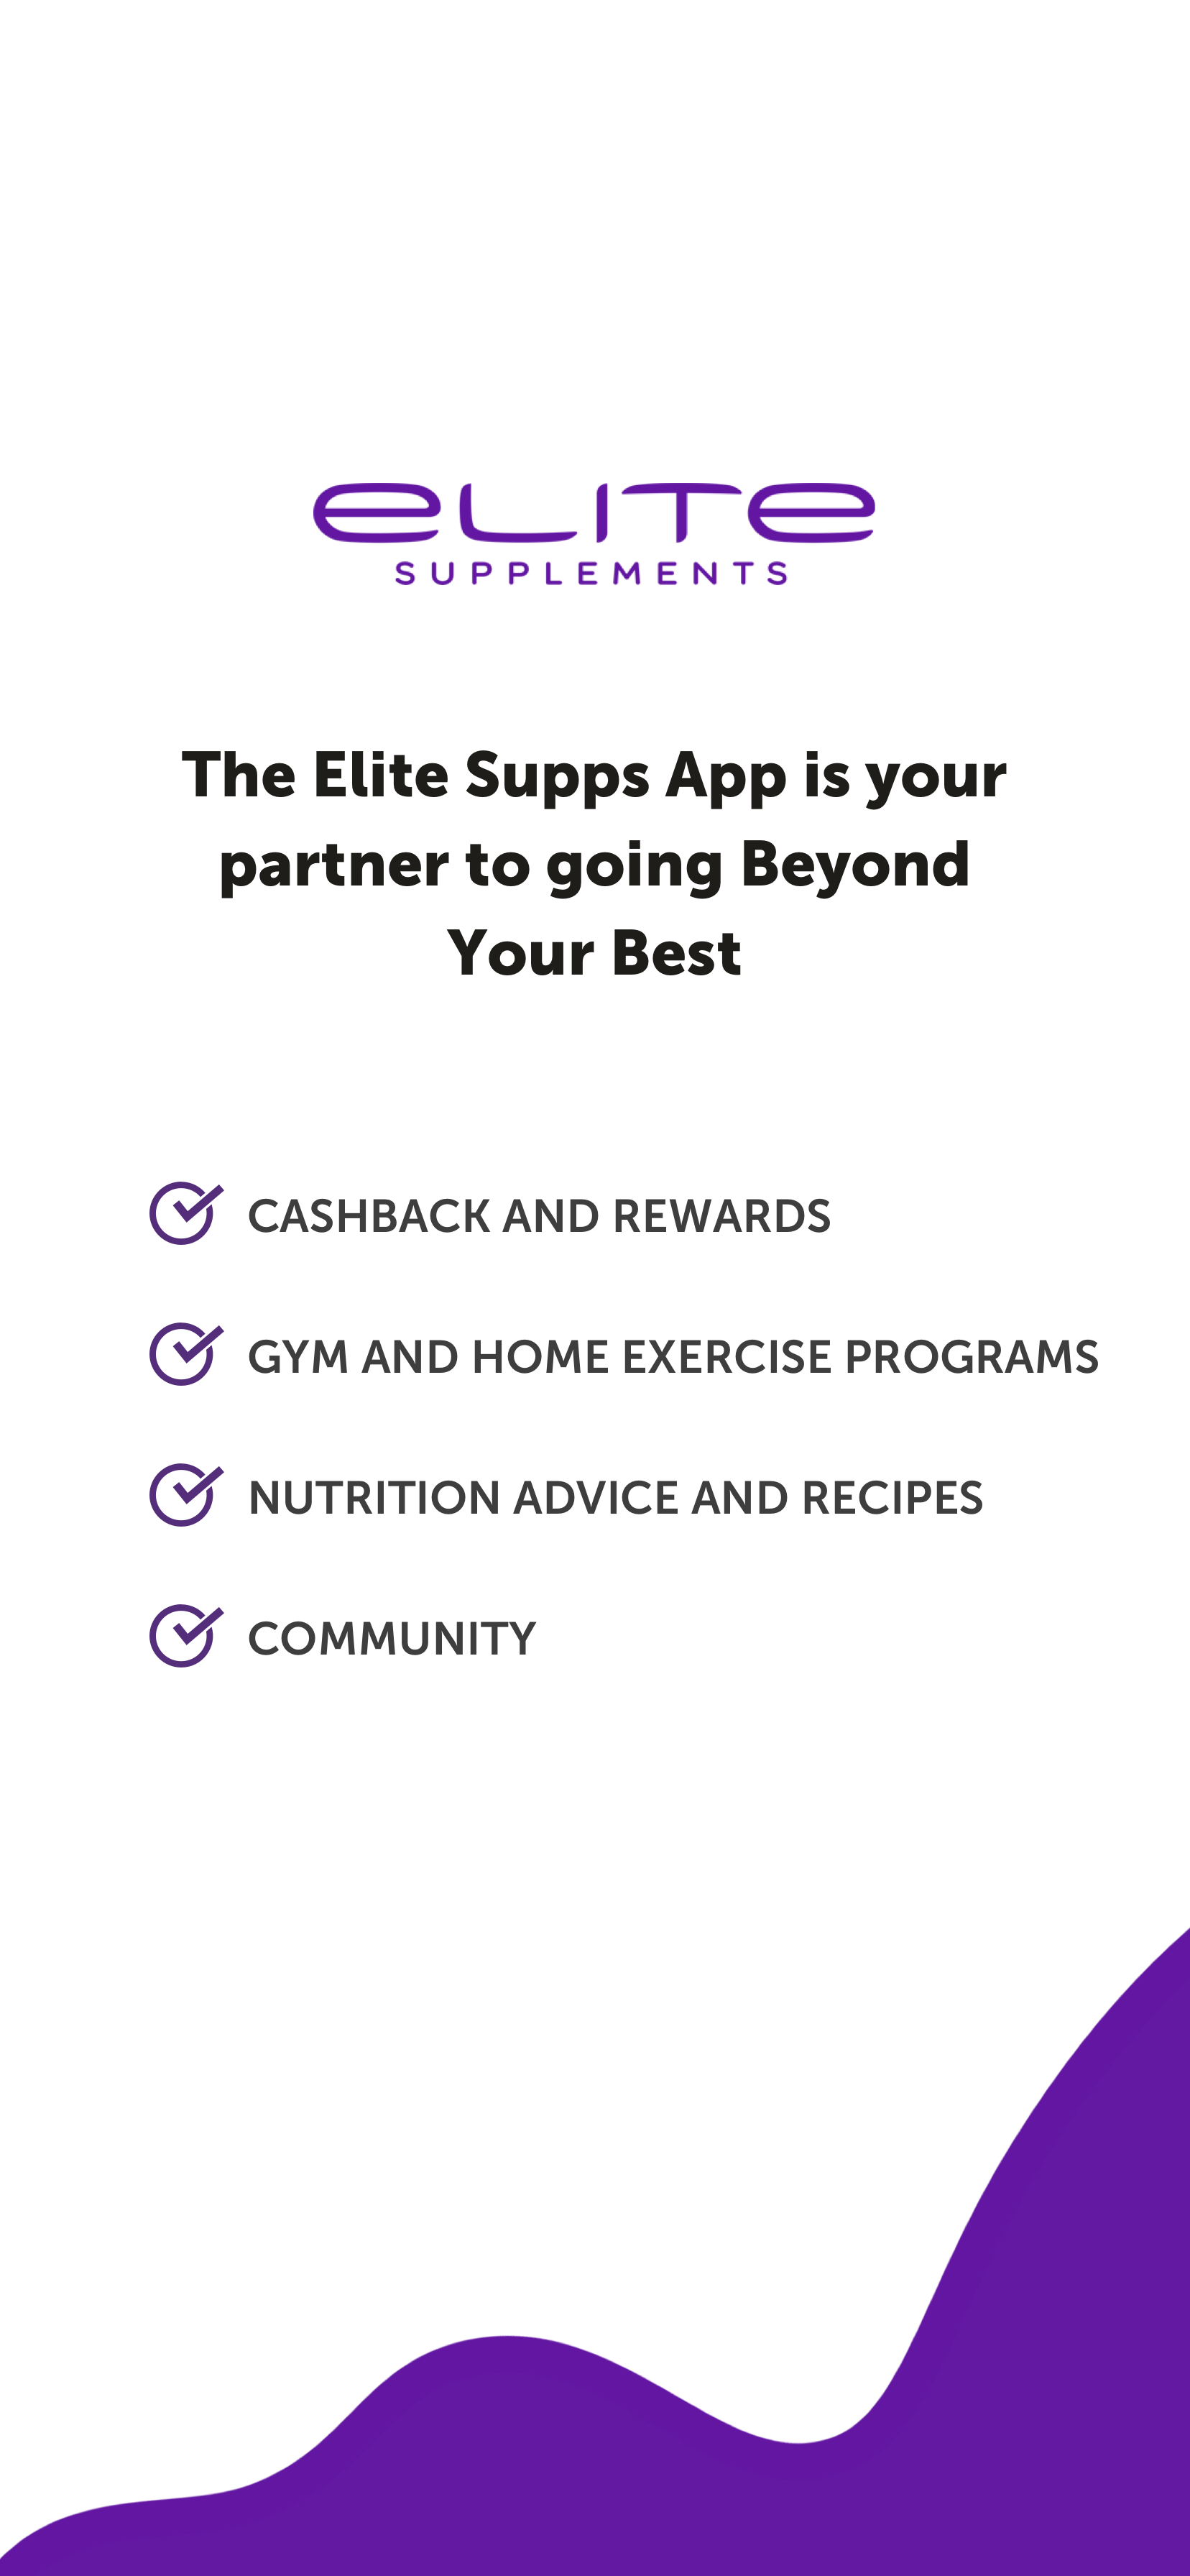 eLITe
SUPPLEMENTS
The Elite Supps App is your
partner to going Beyond
Your Best
CASHBACK AND REWARDS
GYM AND HOME EXERCISE PROGRAMS
NUTRITION ADVICE AND RECIPES
COMMUNITY